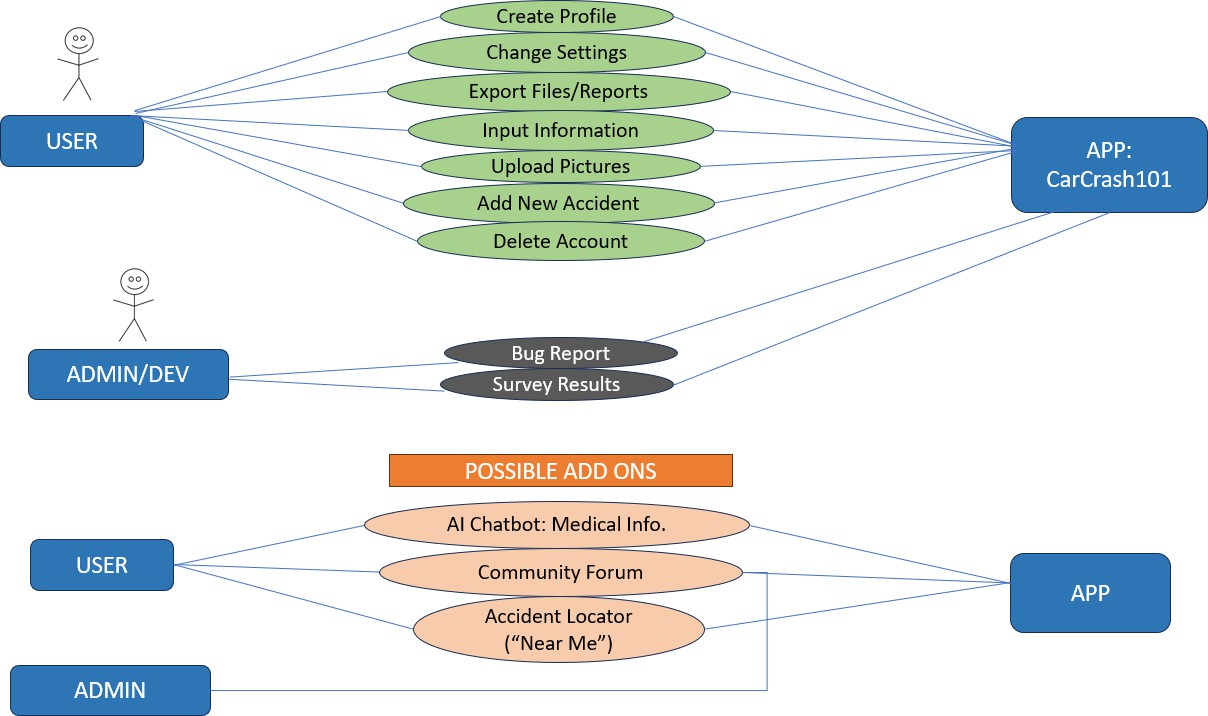 Create Profile
Change Settings
Export Files/Reports
USER
Input Information
Upload Pictures
Add New Accident
Delete Account
APP:
CarCrash101
ADMIN/DEV
Bug Report
Survey Results
POSSIBLE ADD ONS
USER
AI Chatbot: Medical Info.
Community Forum
Accident Locator
(“Near Me”)
APP
ADMIN